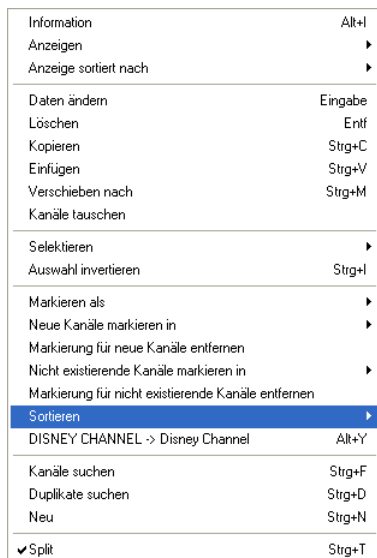 Information Alt+I
Anzeigen
Anzeige sortiert nach
Daten ändern Eingabe
Löschen Entf
Kopieren Strg+C
Einfügen Strg+V
Verschieben nach Strg+M
Kanäle tauschen
Selektieren
Auswahl invertieren Strg+I
Markieren als
Neue Kanäle markieren in
Markierung für neue Kanäle entfernen
Nicht existierende Kanäle markieren in
Markierung für nicht existierende Kanäle entfernen
Sortieren
DISNEY CHANNEL -> Disney Channel Alt+Y
Kanäle suchen Strg+F
Duplikate suchen Strg+D
Neu Strg+N
Split Strg+T